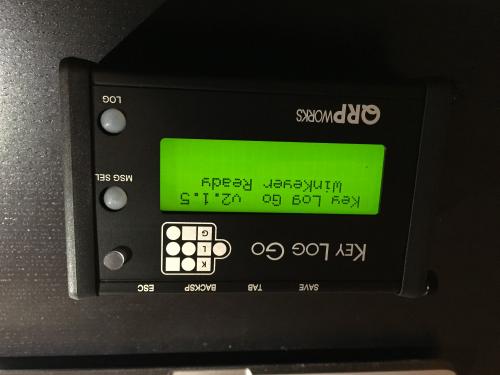 SAVE TAB BACKSP ESC
KEY LOG GO
K L G
Key Log Go v2.1.5
WinKeyer Ready
MSG SEL
LOG
QRPWORKS